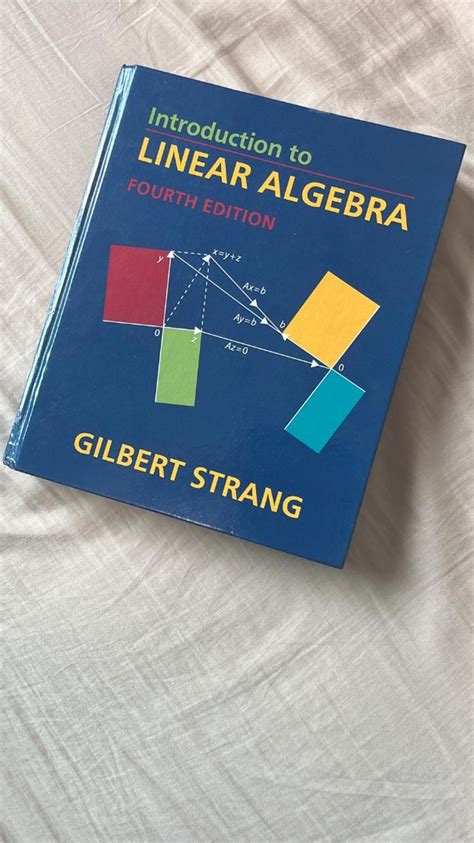 Introduction to
LINEAR ALGEBRA
FOURTH EDITION
y
x=y+z
Ax=b
Ay=b
b
0
z
Az=0
0
GILBERT STRANG